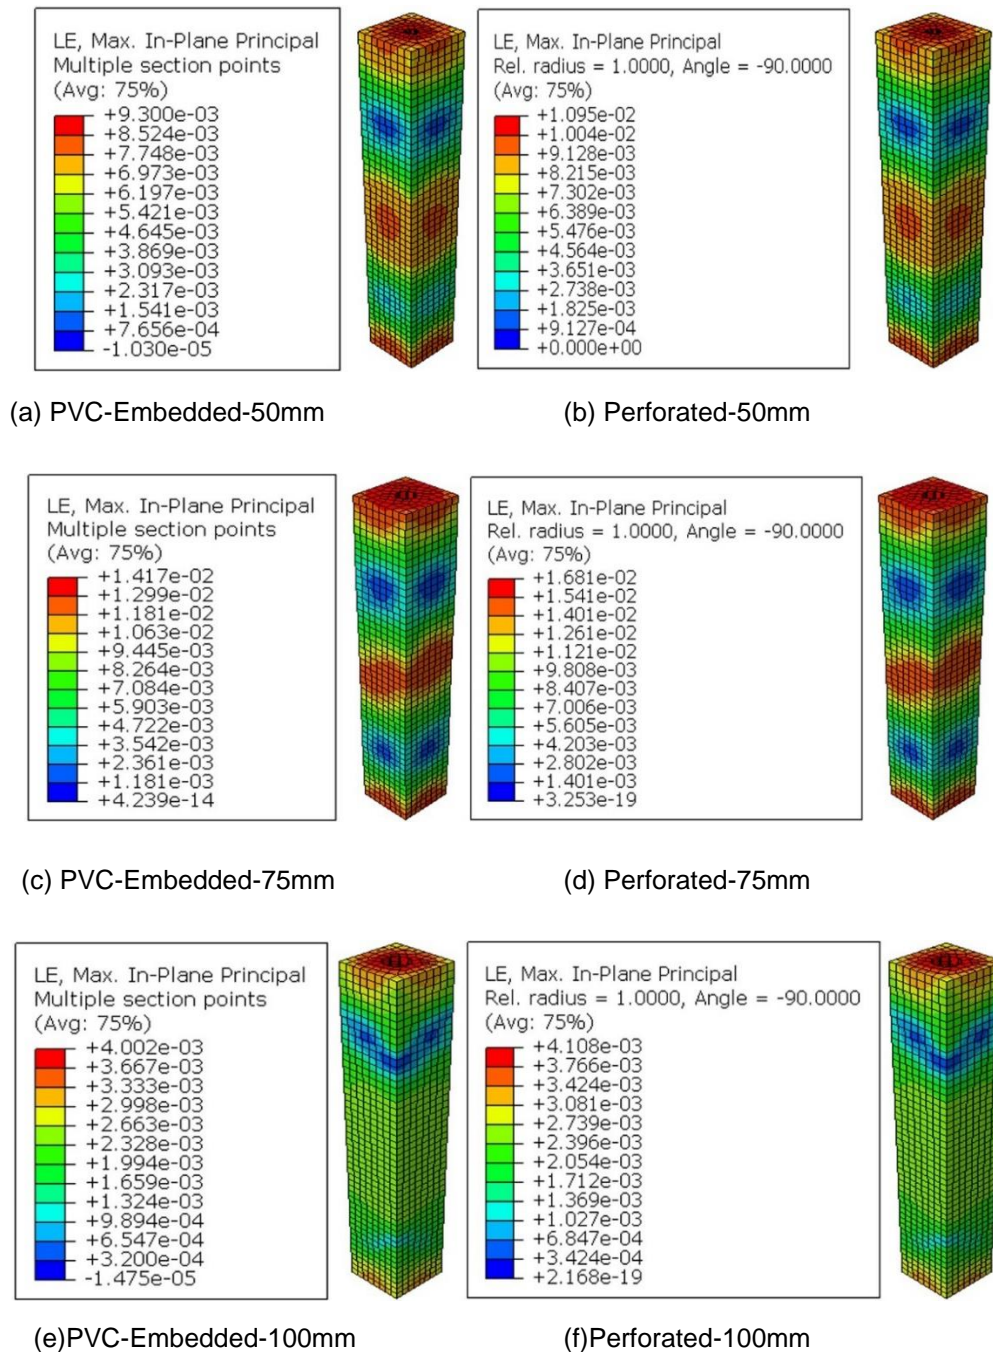 LE, Max. In-Plane Principal
Multiple section points
(Avg: 75%)
+9.300e-03
+8.524e-03
+7.748e-03
+6.973e-03
+6.197e-03
+5.421e-03
+4.645e-03
+3.869e-03
+3.093e-03
+2.317e-03
+1.541e-03
+7.656e-04
-1.030e-05
LE, Max. In-Plane Principal
Rel. radius = 1.0000, Angle = -90.0000
(Avg: 75%)
+1.095e-02
+1.004e-02
+9.128e-03
+8.215e-03
+7.302e-03
+6.389e-03
+5.476e-03
+4.564e-03
+3.651e-03
+2.738e-03
+1.825e-03
+9.127e-04
+0.000e+00
(a) PVC-Embedded-50mm
(b) Perforated-50mm
LE, Max. In-Plane Principal
Multiple section points
(Avg: 75%)
+1.417e-02
+1.299e-02
+1.181e-02
+1.063e-02
+9.445e-03
+8.264e-03
+7.084e-03
+5.903e-03
+4.722e-03
+3.542e-03
+2.361e-03
+1.181e-03
+4.239e-14
LE, Max. In-Plane Principal
Rel. radius = 1.0000, Angle = -90.0000
(Avg: 75%)
+1.681e-02
+1.541e-02
+1.401e-02
+1.261e-02
+1.121e-02
+9.808e-03
+8.407e-03
+7.006e-03
+5.605e-03
+4.203e-03
+2.802e-03
+1.401e-03
+3.253e-19
(c) PVC-Embedded-75mm
(d) Perforated-75mm
LE, Max. In-Plane Principal
Multiple section points
(Avg: 75%)
+4.002e-03
+3.667e-03
+3.333e-03
+2.998e-03
+2.663e-03
+2.328e-03
+1.994e-03
+1.659e-03
+1.324e-03
+9.894e-04
+6.547e-04
+3.200e-04
-1.475e-05
LE, Max. In-Plane Principal
Rel. radius = 1.0000, Angle = -90.0000
(Avg: 75%)
+4.108e-03
+3.766e-03
+3.424e-03
+3.081e-03
+2.739e-03
+2.396e-03
+2.054e-03
+1.712e-03
+1.369e-03
+1.027e-03
+6.847e-04
+3.424e-04
+2.168e-19
(e)PVC-Embedded-100mm
(f)Perforated-100mm